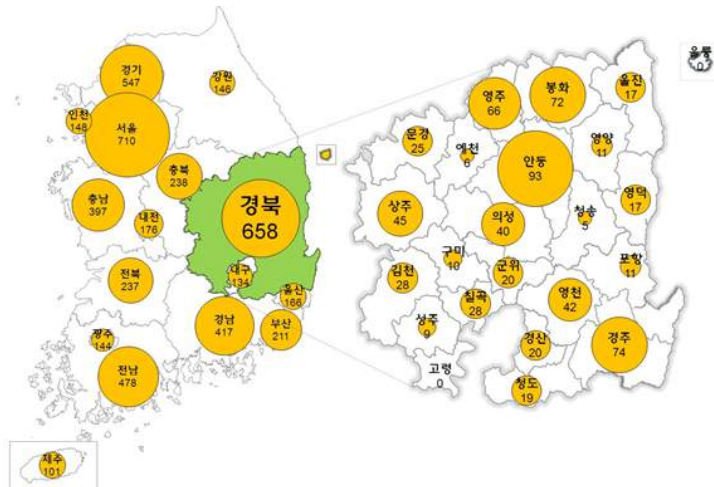 경기
547
강원
146
인천
148
서울
710
충북
238
충남
397
대전
176
경북
658
대구
134
전북
237
울산
166
경남
417
부산
211
광주
144
전남
478
제주
101
울릉
0
봉화
72
울진
17
영주
66
문경
25
예천
6
안동
93
영양
11
상주
45
의성
40
청송
5
영덕
17
구미
10
김천
28
군위
20
포항
11
칠곡
28
영천
42
성주
9
경산
20
경주
74
고령
0
청도
19